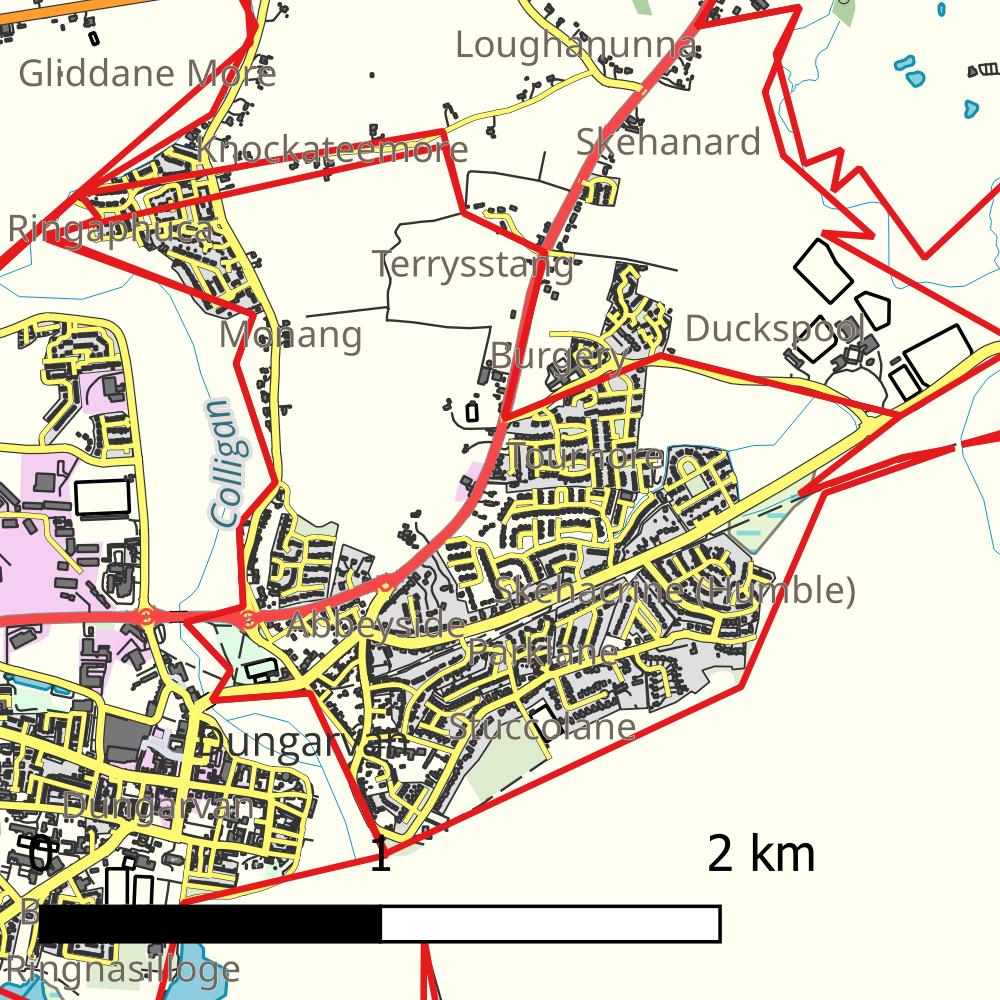 Loughanunna
Gliddane More
Skehanard
Knockateemore
Ringaphuca
Terrysstang
Monang
Duckspool
Burgery
Colligan
Tournore
Skehacrine (Humble)
Abbeyside
Parklane
Stuccolane
Dungarvan
Dungarvan
0 1 2 km
B
Ringnasilloge